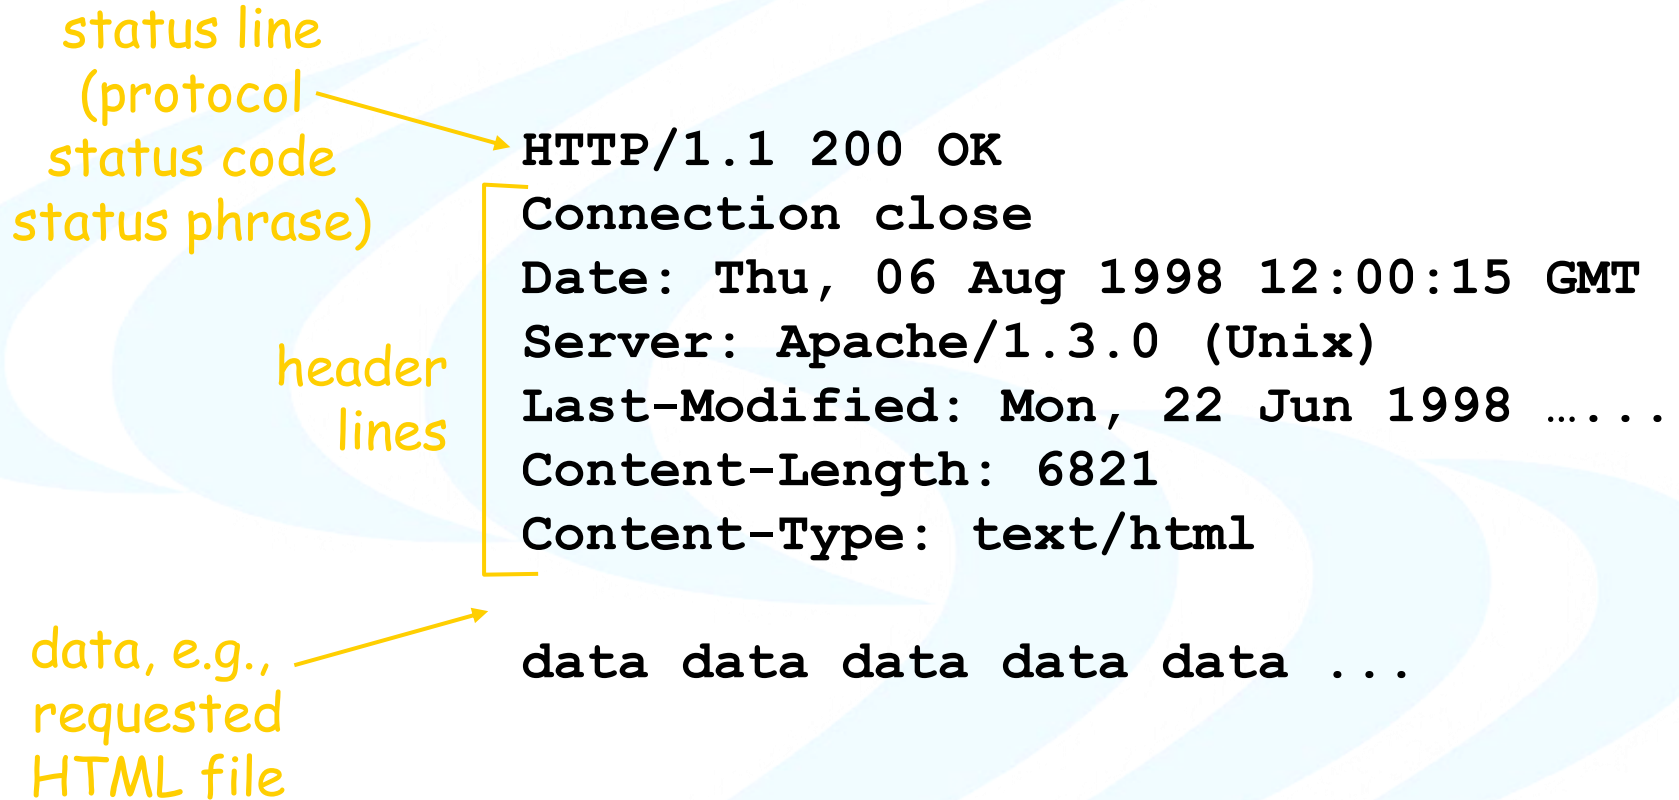 status line
(protocol
status code
status phrase)
HTTP/1.1 200 OK
Connection close
Date: Thu, 06 Aug 1998 12:00:15 GMT
Server: Apache/1.3.0 (Unix)
Last-Modified: Mon, 22 Jun 1998 …...
Content-Length: 6821
Content-Type: text/html
header
lines
data, e.g.,
requested
HTML file
data data data data data ...